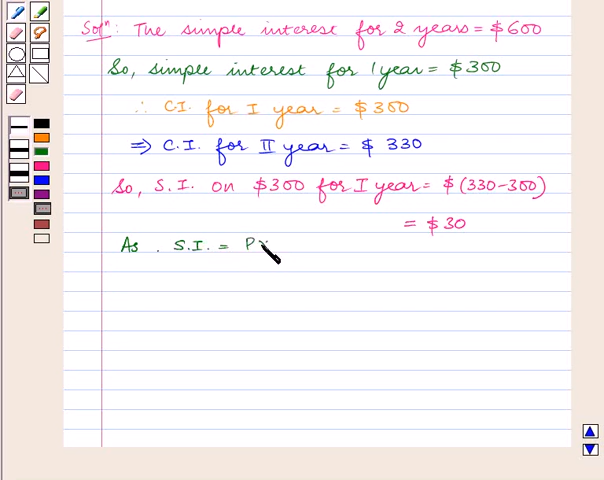 Solⁿ: The simple interest for 2 years = $600
So, simple interest for 1 year = $300
∴ C.I. for I year = $300
⇒ C.I. for II year = $ 330
So, S.I. on $300 for I year = $(330-300)
= $30
As . S.I. = P×